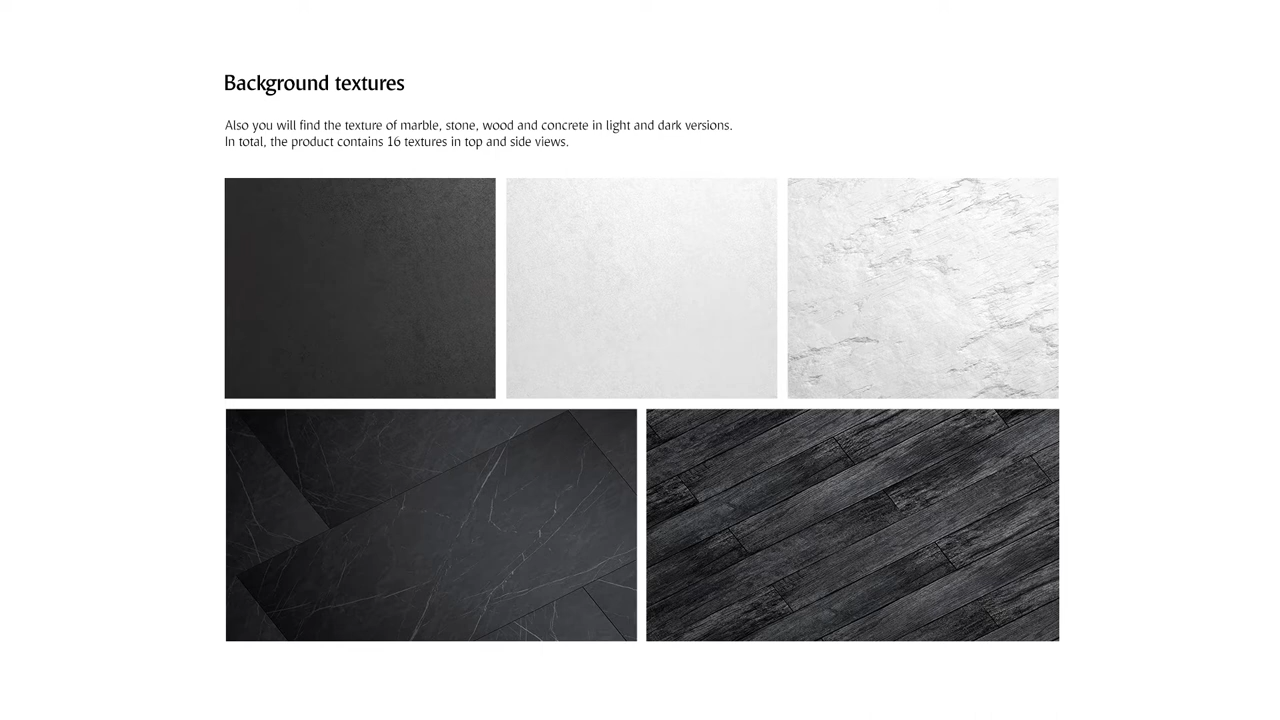 Background textures
Also you will find the texture of marble, stone, wood and concrete in light and dark versions.
In total, the product contains 16 textures in top and side views.